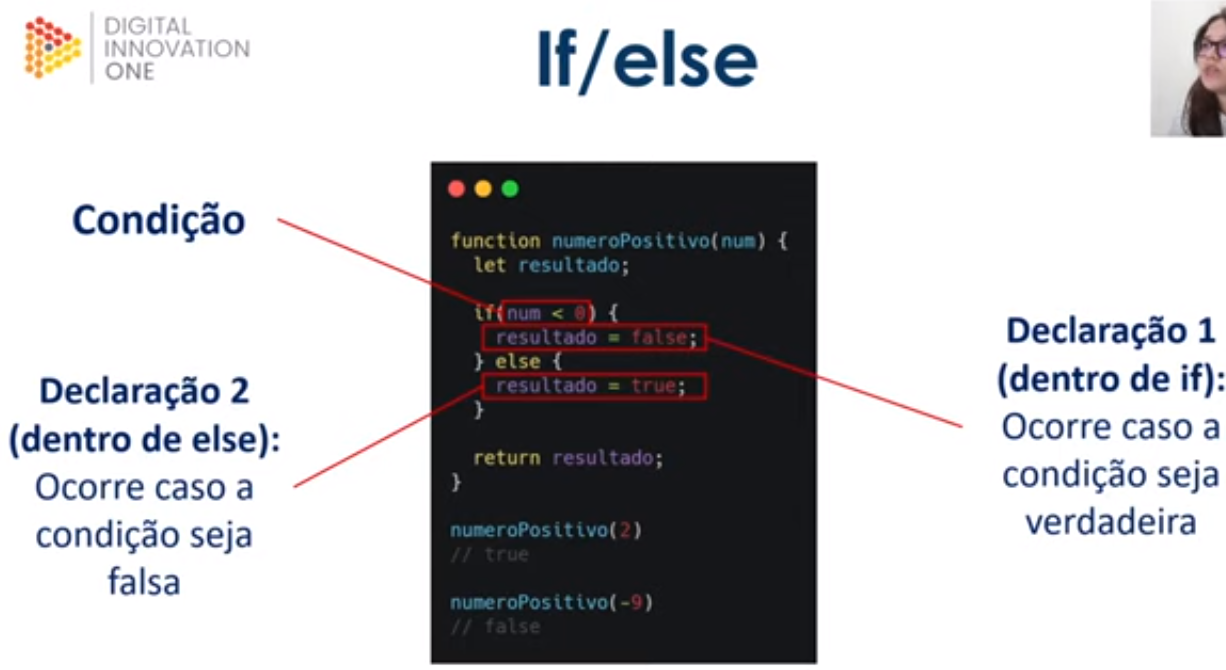 DIGITAL
INNOVATION
ONE
If/else
Condição
Declaração 2
(dentro de else):
Ocorre caso a
condição seja
falsa
function numeroPositivo(num) {
let resultado;
if(num < 0) {
resultado = false;
} else {
resultado = true;
}
return resultado;
}
numeroPositivo(2)
// true
numeroPositivo(-9)
// false
Declaração 1
(dentro de if):
Ocorre caso a
condição seja
verdadeira